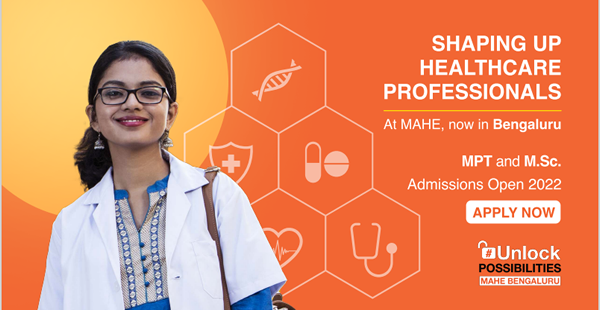 SHAPING UP
HEALTHCARE
PROFESSIONALS
At MAHE, now in Bengaluru
MPT and M.Sc.
Admissions Open 2022
APPLY NOW
#Unlock
POSSIBILITIES
MAHE BENGALURU